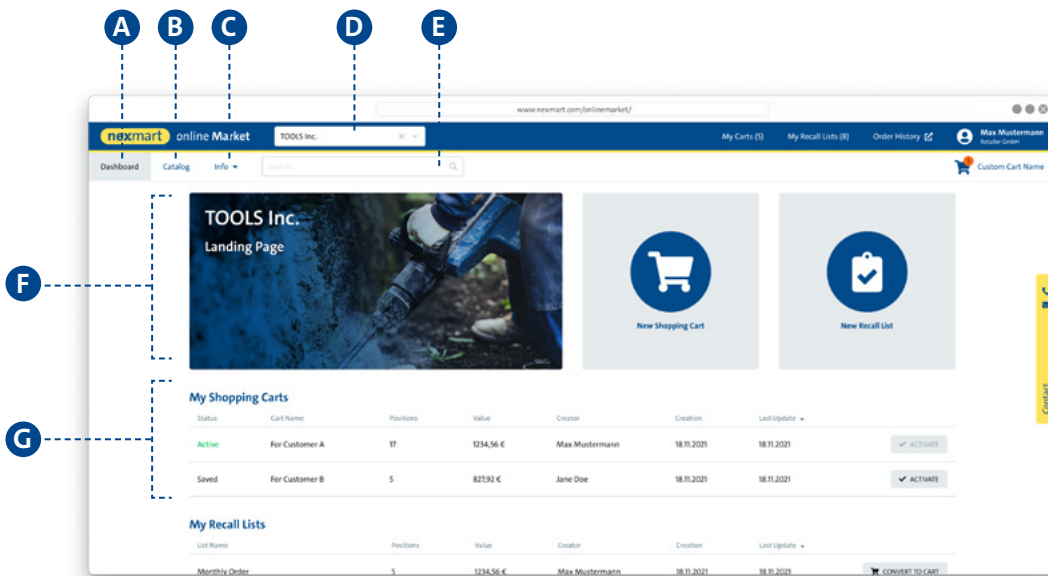 A B C D E
www.nexmart.com/onlinemarket/
nexmart online Market TOOLS Inc. My Carts (5) My Recall Lists (8) Order History Max Mustermann
Retailer GmbH
Dashboard Catalog Info Search... 1 Custom Cart Name
TOOLS Inc.
Landing Page
F
New Shopping Cart New Recall List
Contact
My Shopping Carts
Status Cart Name Positions Value Creator Creation Last Update
G
Active For Customer A 17 1234,56 € Max Mustermann 18.11.2021 18.11.2021 ACTIVATE
Saved For Customer B 5 827,92 € Jane Doe 18.11.2021 18.11.2021 ACTIVATE
My Recall Lists
List Name Positions Value Creator Creation Last Update
Monthly Order 5 1234,56 € Max Mustermann 18.11.2021 18.11.2021 CONVERT TO CART